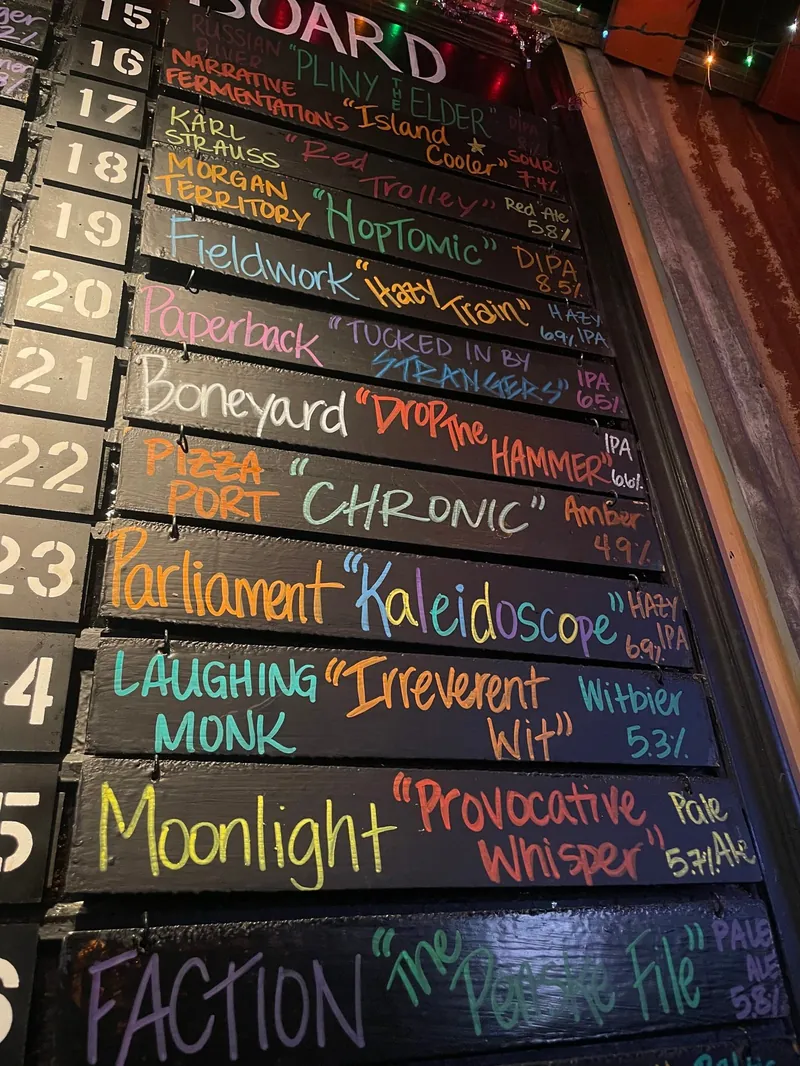 BOARD
15
RUSSIAN RIVER "PLINY THE ELDER" DIPA
16
NARRATIVE FERMENTATIONS "Island Cooler" SOUR 7.4%
17
KARL STRAUSS "Red Trolley" Red Ale 5.8%
18
MORGAN TERRITORY "HOPTOMIC" DIPA 8.5%
19
Fieldwork "Hazy Train" HAZY IPA 6.9%
20
Paperback "TUCKED IN BY STRANGERS" IPA 6.5%
21
Boneyard "DROP THE HAMMER" IPA 6.6%
22
PIZZA PORT "CHRONIC" Amber 4.9%
23
Parliament "Kaleidoscope" HAZY IPA 6.9%
4
LAUGHING MONK "Irreverent Wit" Witbier 5.3%
5
Moonlight "Provocative Whisper" Pale Ale 5.7%
FACTION "The Penske File" PALE ALE 5.8%